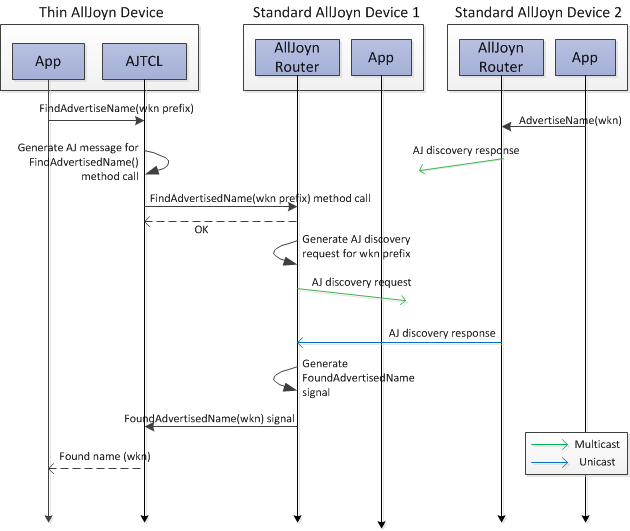 Thin AllJoyn Device
Standard AllJoyn Device 1
Standard AllJoyn Device 2
App
AJTCL
AllJoyn
Router
App
AllJoyn
Router
App
FindAdvertiseName(wkn prefix)
AdvertiseName(wkn)
Generate AJ message for
FindAdvertisedName()
method call
AJ discovery response
FindAdvertisedName(wkn prefix) method call
OK
Generate AJ discovery
request for wkn prefix
AJ discovery request
AJ discovery response
Generate
FoundAdvertisedName
signal
FoundAdvertisedName(wkn) signal
Found name (wkn)
Multicast
Unicast